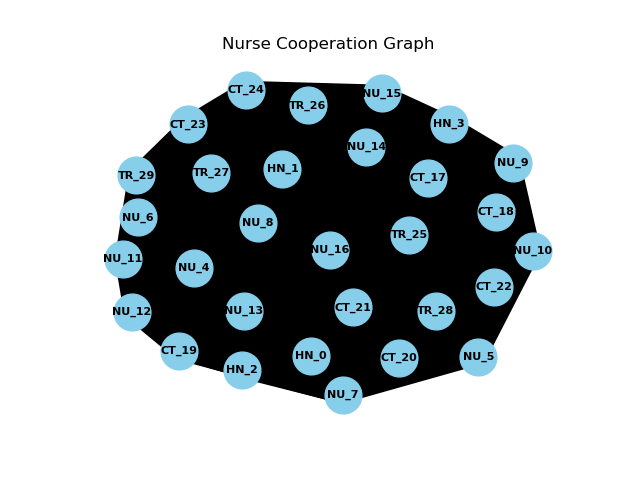 Nurse Cooperation Graph
CT_24
NU_15
TR_26
CT_23
HN_3
NU_14
NU_9
HN_1
TR_27
TR_29
CT_17
CT_18
NU_6
NU_8
TR_25
NU_16
NU_10
NU_11
NU_4
CT_22
CT_21
NU_13
TR_28
NU_12
CT_19
HN_0
NU_5
CT_20
HN_2
NU_7